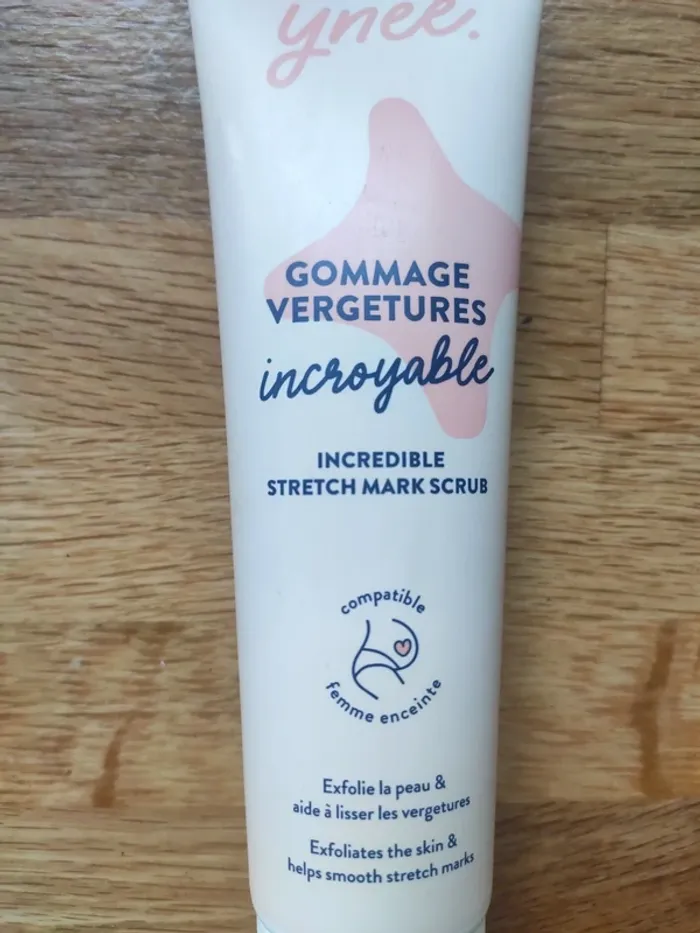 ynee.
GOMMAGE
VERGETURES
incroyable
INCREDIBLE
STRETCH MARK SCRUB
compatible
femme enceinte
Exfolie la peau &
aide à lisser les vergetures
Exfoliates the skin &
helps smooth stretch marks